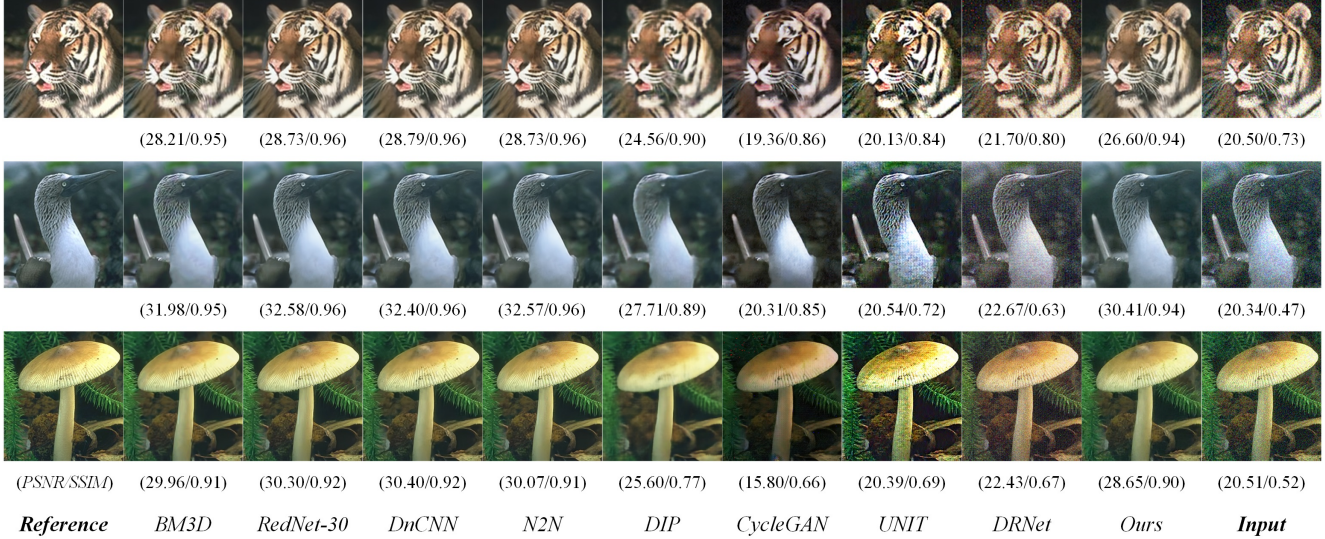 (28.21/0.95) (28.73/0.96) (28.79/0.96) (28.73/0.96) (24.56/0.90) (19.36/0.86) (20.13/0.84) (21.70/0.80) (26.60/0.94) (20.50/0.73)
(31.98/0.95) (32.58/0.96) (32.40/0.96) (32.57/0.96) (27.71/0.89) (20.31/0.85) (20.54/0.72) (22.67/0.63) (30.41/0.94) (20.34/0.47)
(PSNR/SSIM) (29.96/0.91) (30.30/0.92) (30.40/0.92) (30.07/0.91) (25.60/0.77) (15.80/0.66) (20.39/0.69) (22.43/0.67) (28.65/0.90) (20.51/0.52)
Reference BM3D RedNet-30 DnCNN N2N DIP CycleGAN UNIT DRNet Ours Input